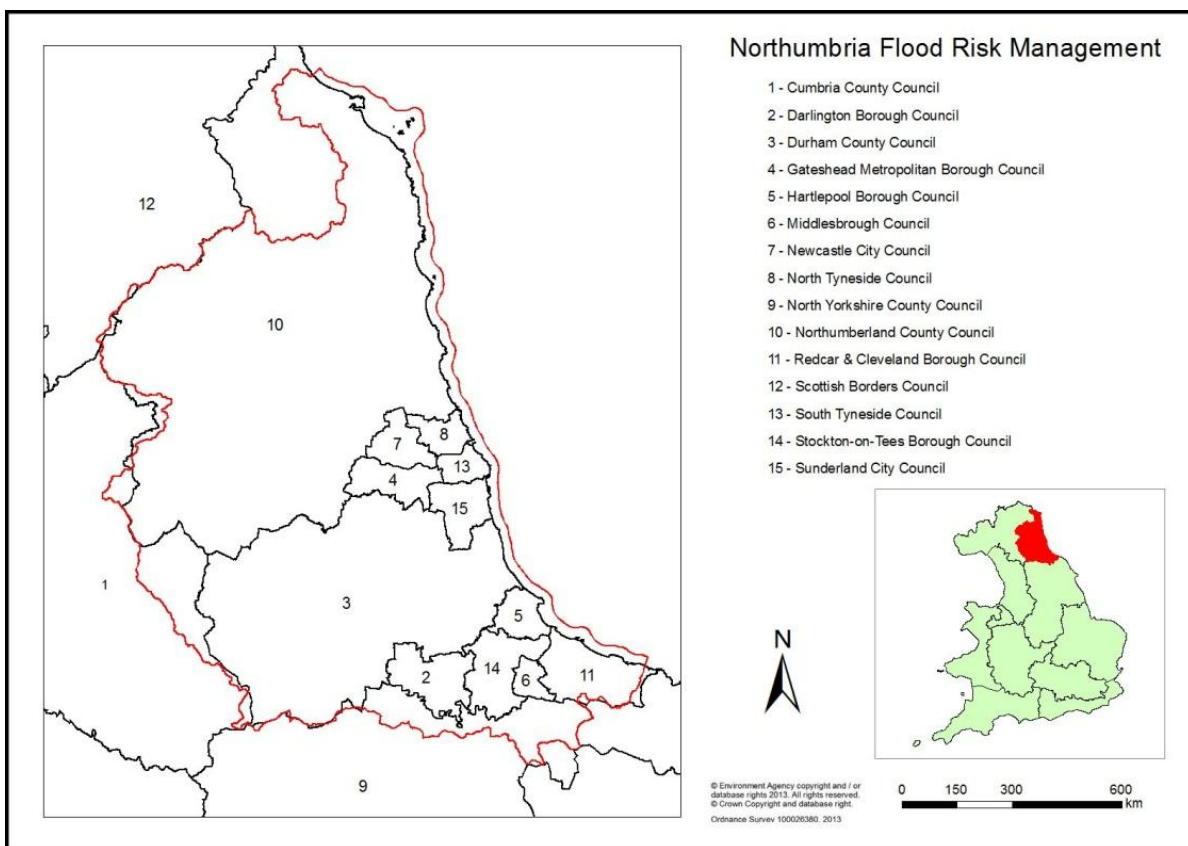 Northumbria Flood Risk Management
1 - Cumbria County Council
2 - Darlington Borough Council
3 - Durham County Council
4 - Gateshead Metropolitan Borough Council
5 - Hartlepool Borough Council
6 - Middlesbrough Council
7 - Newcastle City Council
8 - North Tyneside Council
9 - North Yorkshire County Council
10 - Northumberland County Council
11 - Redcar & Cleveland Borough Council
12 - Scottish Borders Council
13 - South Tyneside Council
14 - Stockton-on-Tees Borough Council
15 - Sunderland City Council
12
10
8
7
13
4
15
1
3
5
14
11
2
6
9
N
© Environment Agency copyright and / or
database rights 2013. All rights reserved.
© Crown Copyright and database right.
Ordnance Survey 100026380. 2013
0 150 300 600
km